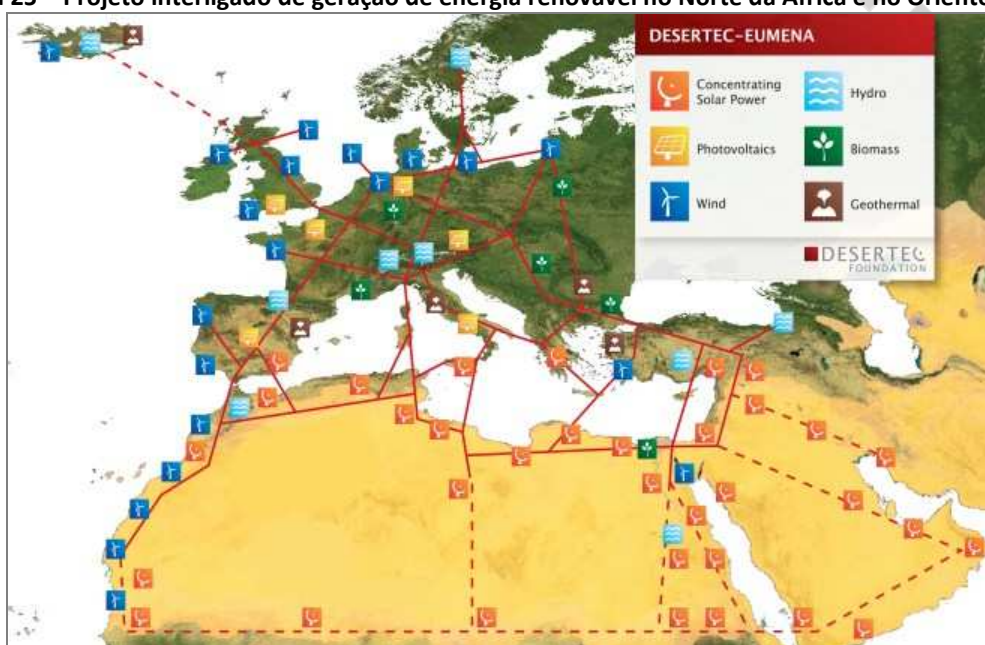 25 – Projeto interligado de geração de energia renovável no Norte da África e no Oriente
DESERTEC–EUMENA
Concentrating
Solar Power
Hydro
Photovoltaics
Biomass
Wind
Geothermal
DESERTEC
FOUNDATION